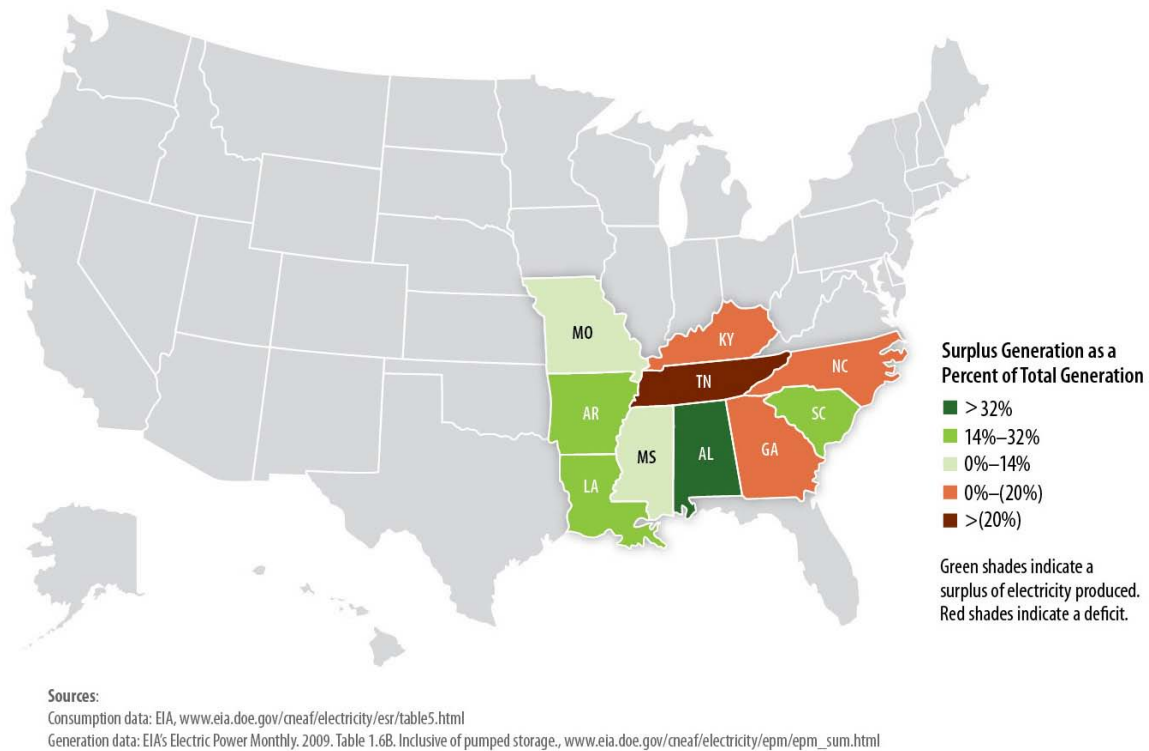 MO
KY
TN
NC
AR
SC
MS
AL
GA
LA
Surplus Generation as a
Percent of Total Generation
> 32%
14%–32%
0%–14%
0%–(20%)
>(20%)
Green shades indicate a
surplus of electricity produced.
Red shades indicate a deficit.
Sources:
Consumption data: EIA, www.eia.doe.gov/cneaf/electricity/esr/table5.html
Generation data: EIA's Electric Power Monthly. 2009. Table 1.6B. Inclusive of pumped storage., www.eia.doe.gov/cneaf/electricity/epm/epm_sum.html